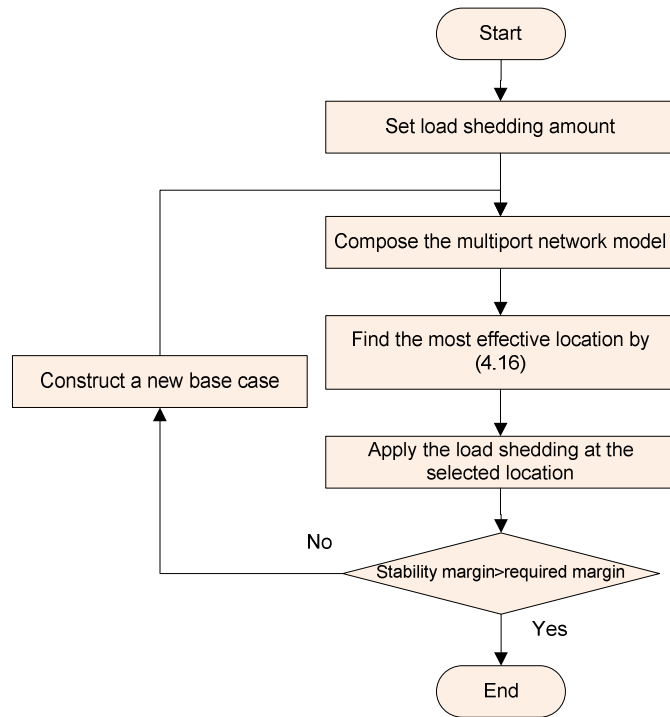 Start
Set load shedding amount
Compose the multiport network model
Find the most effective location by
(4.16)
Construct a new base case
Apply the load shedding at the
selected location
No
Stability margin>required margin
Yes
End